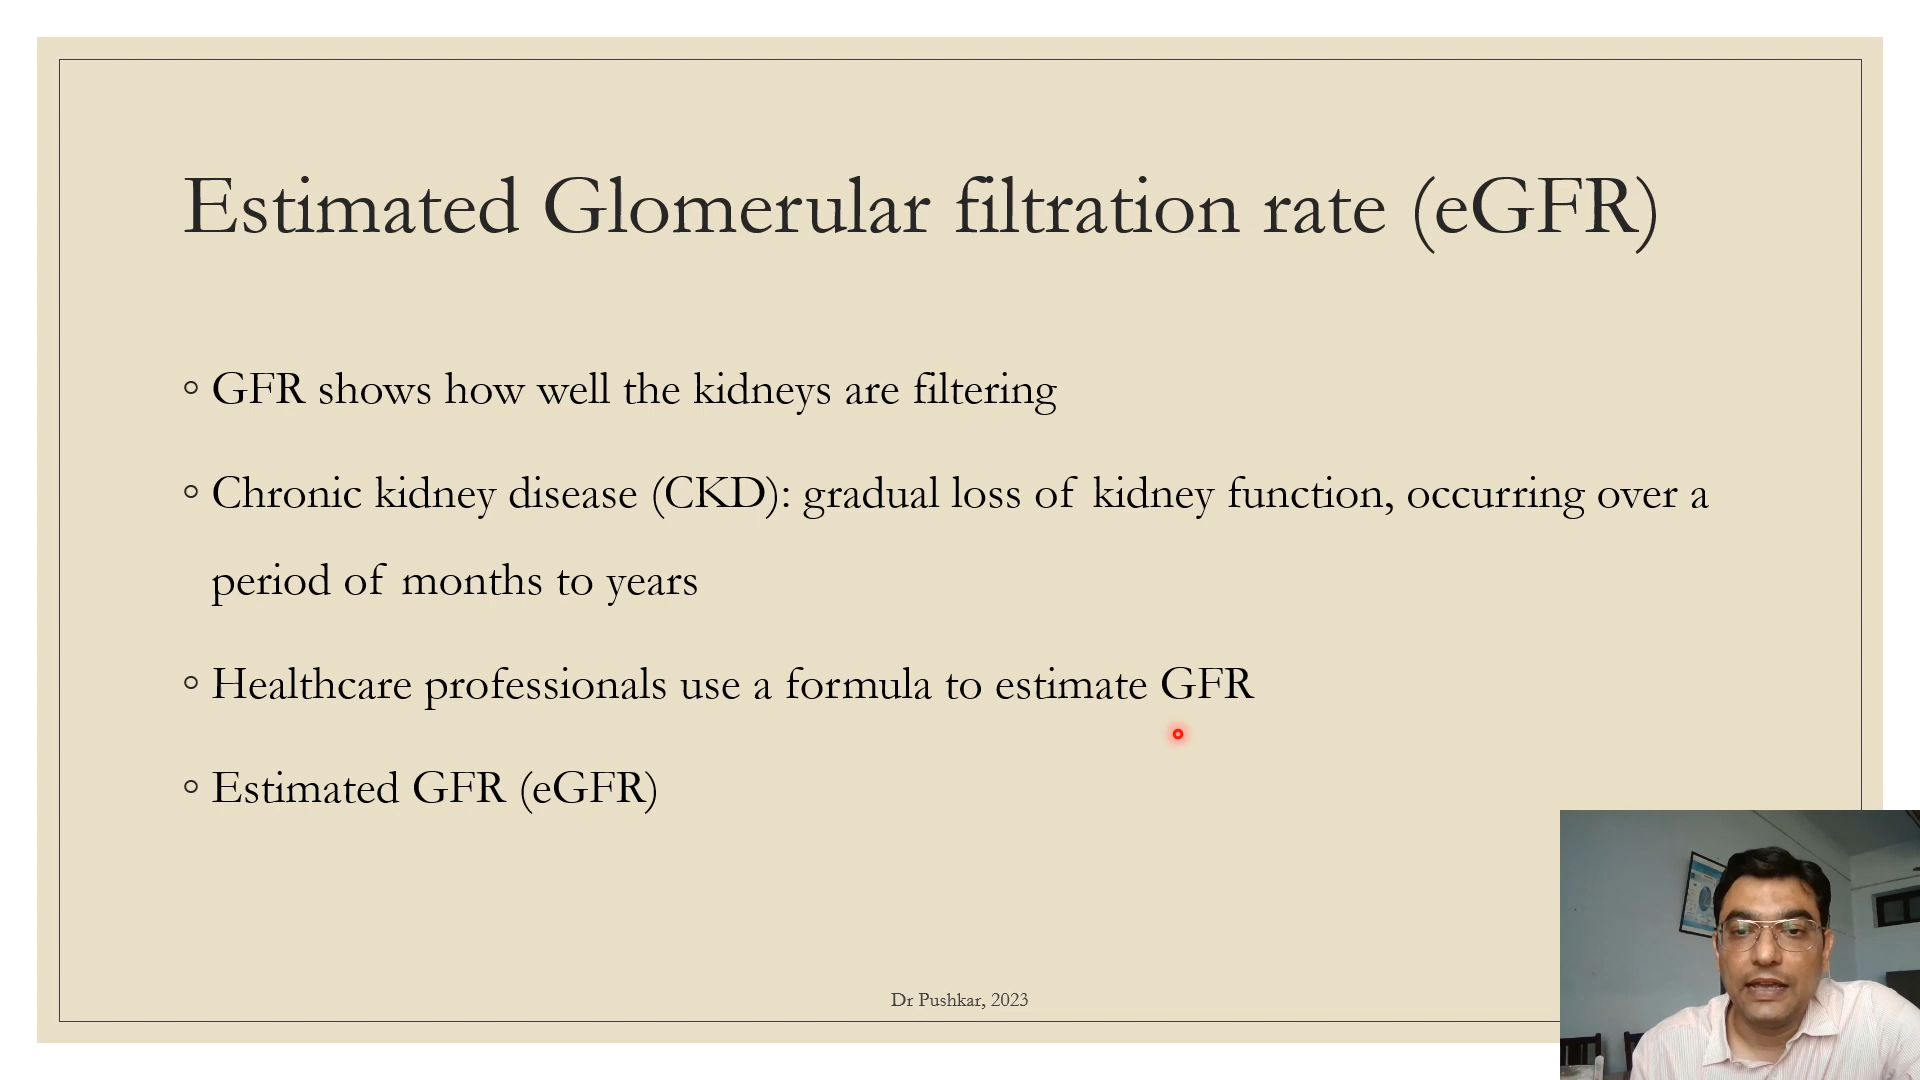 Estimated Glomerular filtration rate (eGFR)
GFR shows how well the kidneys are filtering
Chronic kidney disease (CKD): gradual loss of kidney function, occurring over a
period of months to years
Healthcare professionals use a formula to estimate GFR
Estimated GFR (eGFR)
Dr Pushkar, 2023